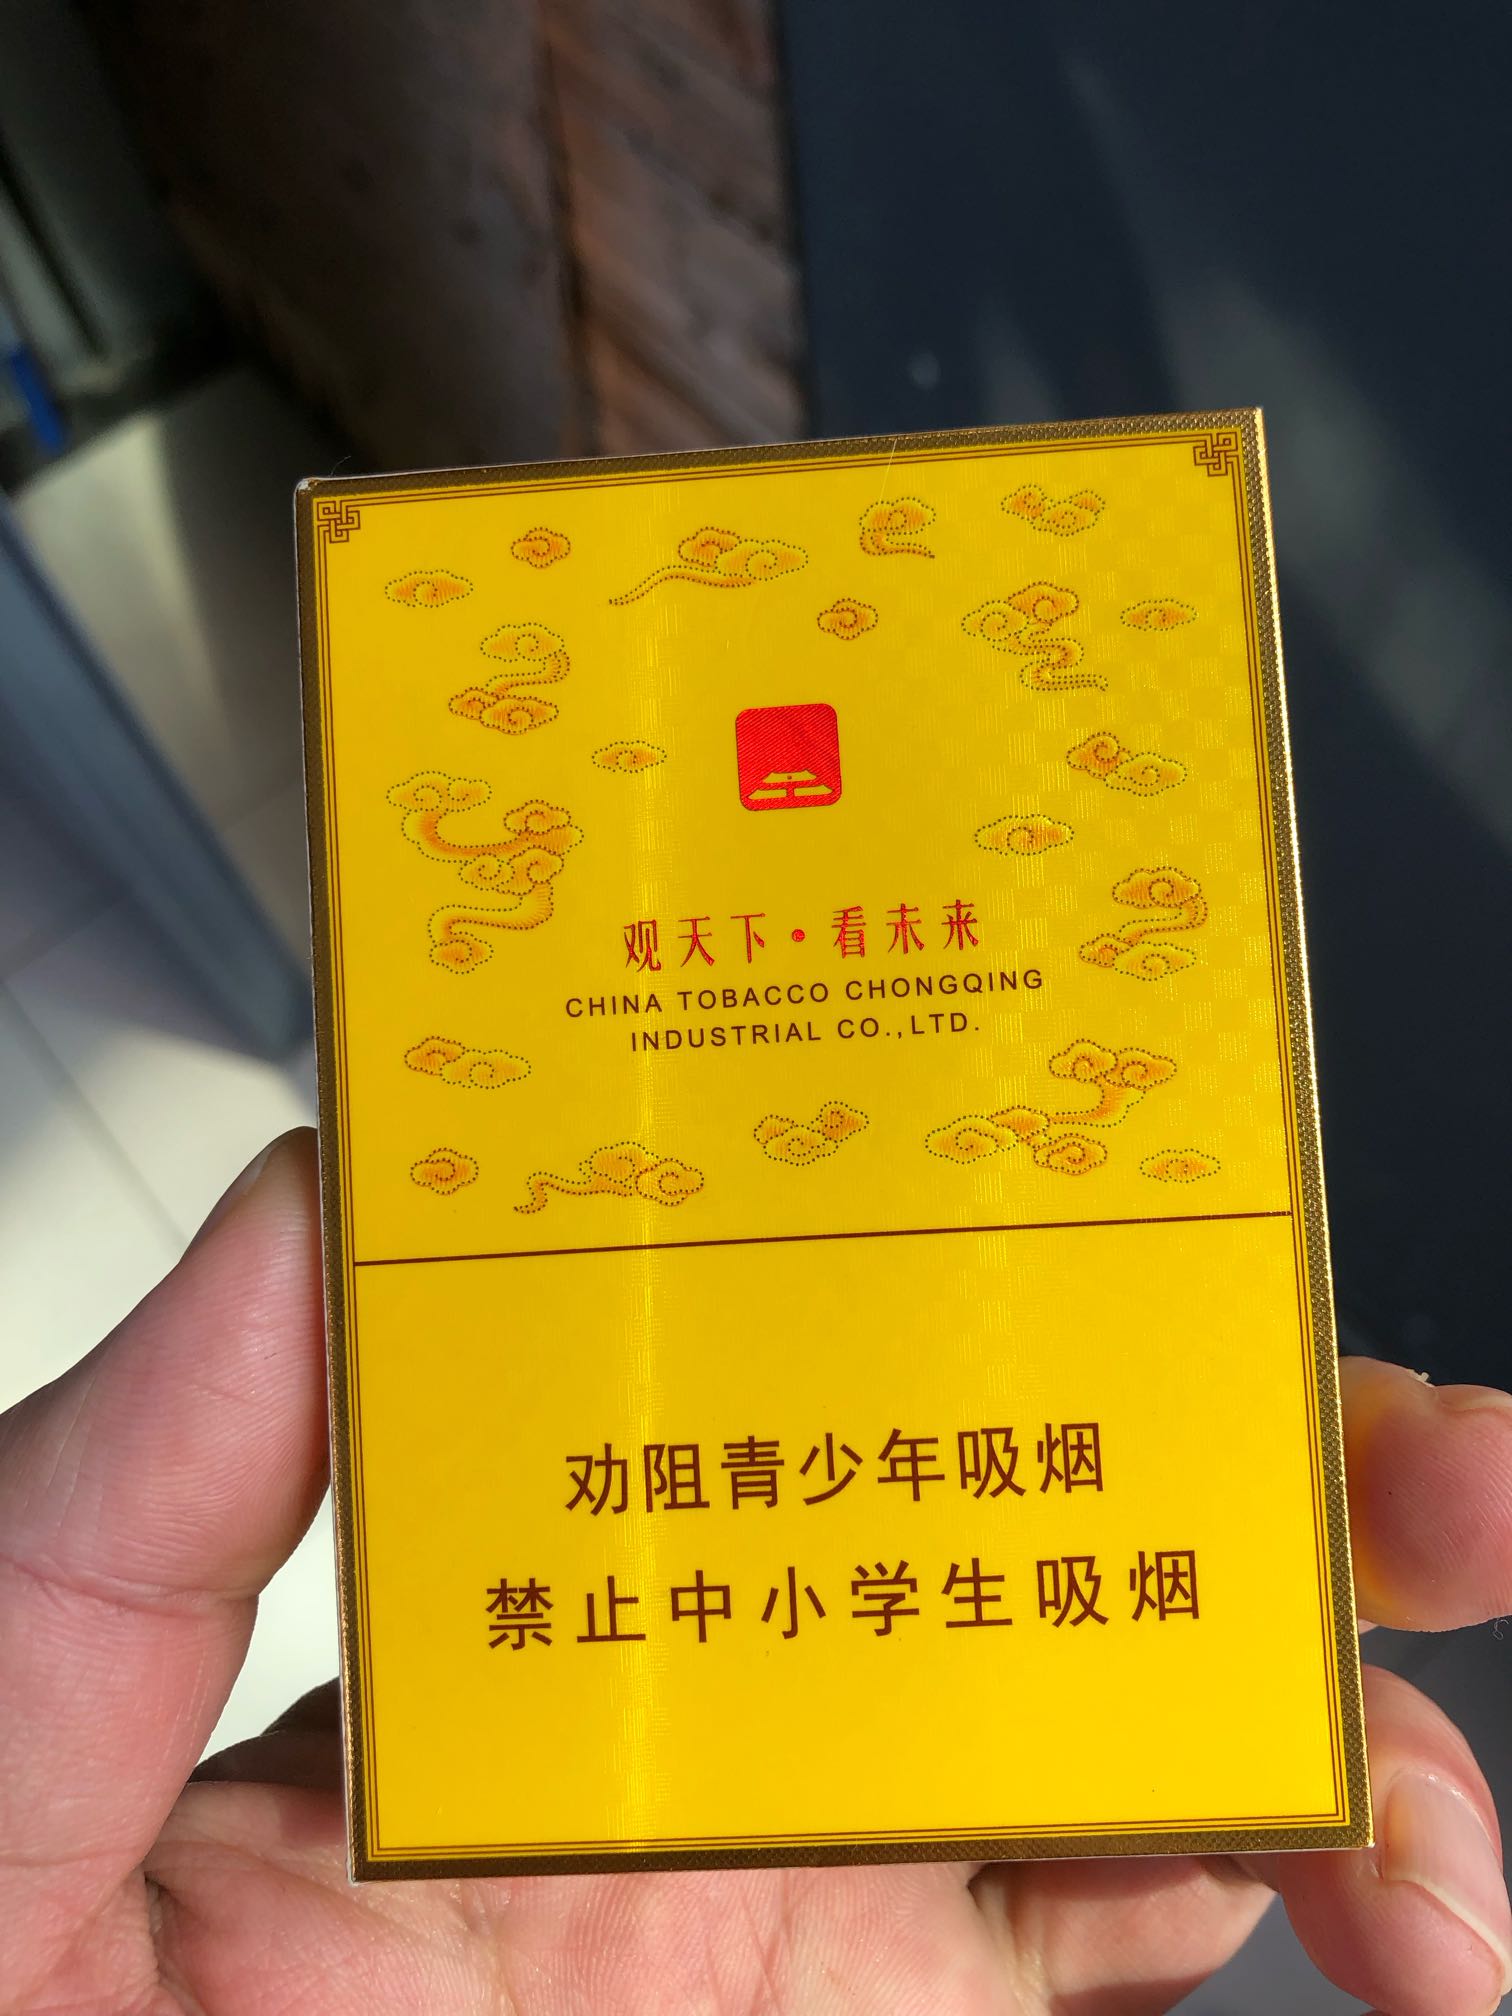 观天下·看未来
CHINA TOBACCO CHONGQING
INDUSTRIAL CO.,LTD.
劝阻青少年吸烟
禁止中小学生吸烟